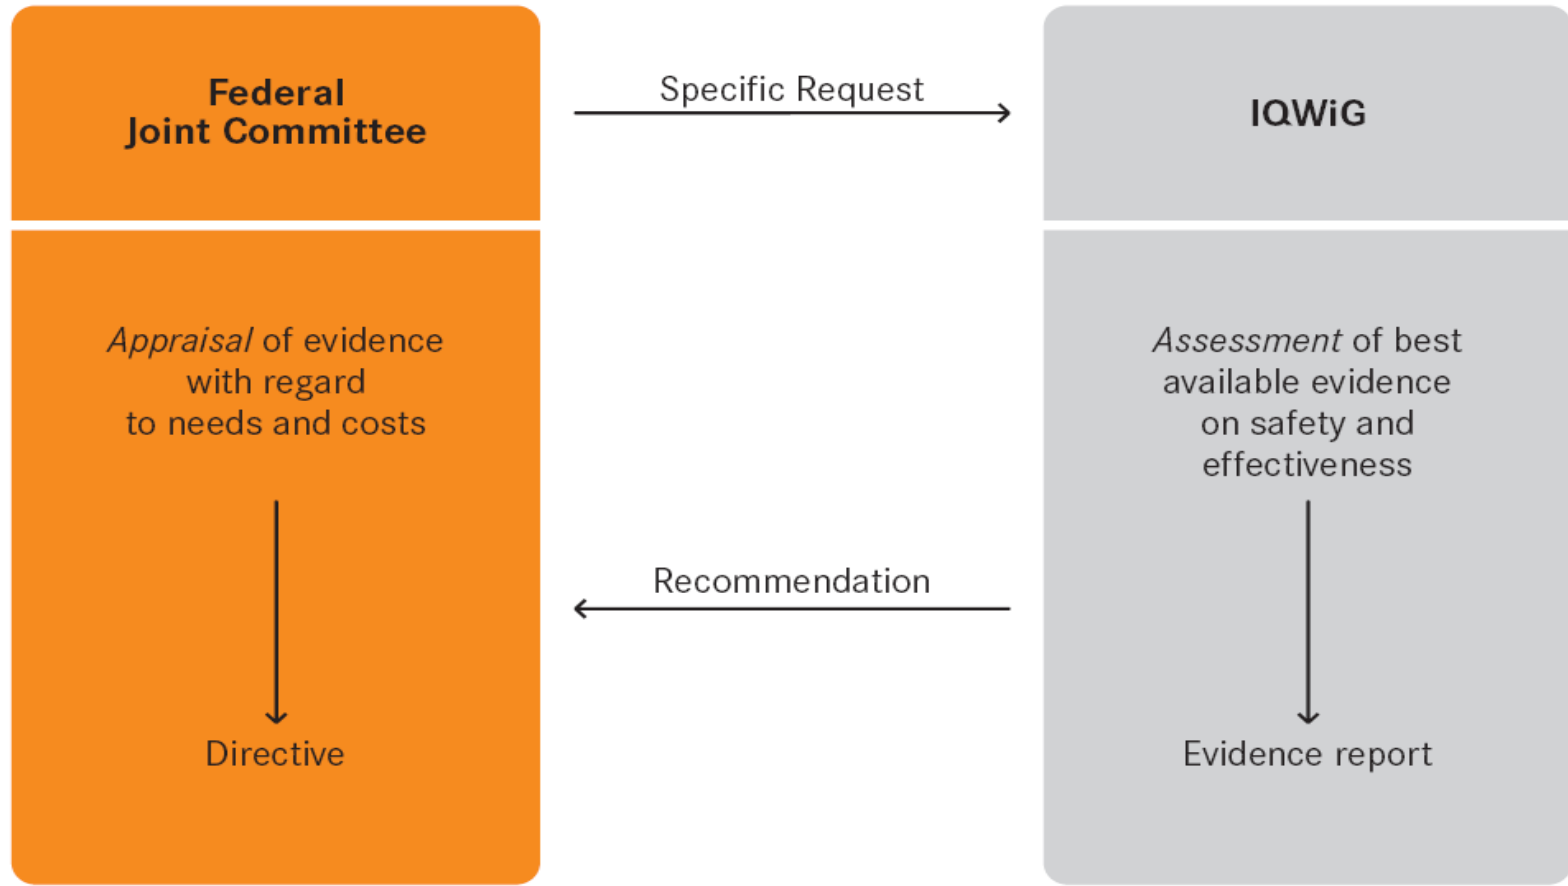 Federal
Joint Committee
Specific Request
IQWiG
Appraisal of evidence
with regard
to needs and costs
Directive
Recommendation
Assessment of best
available evidence
on safety and
effectiveness
Evidence report